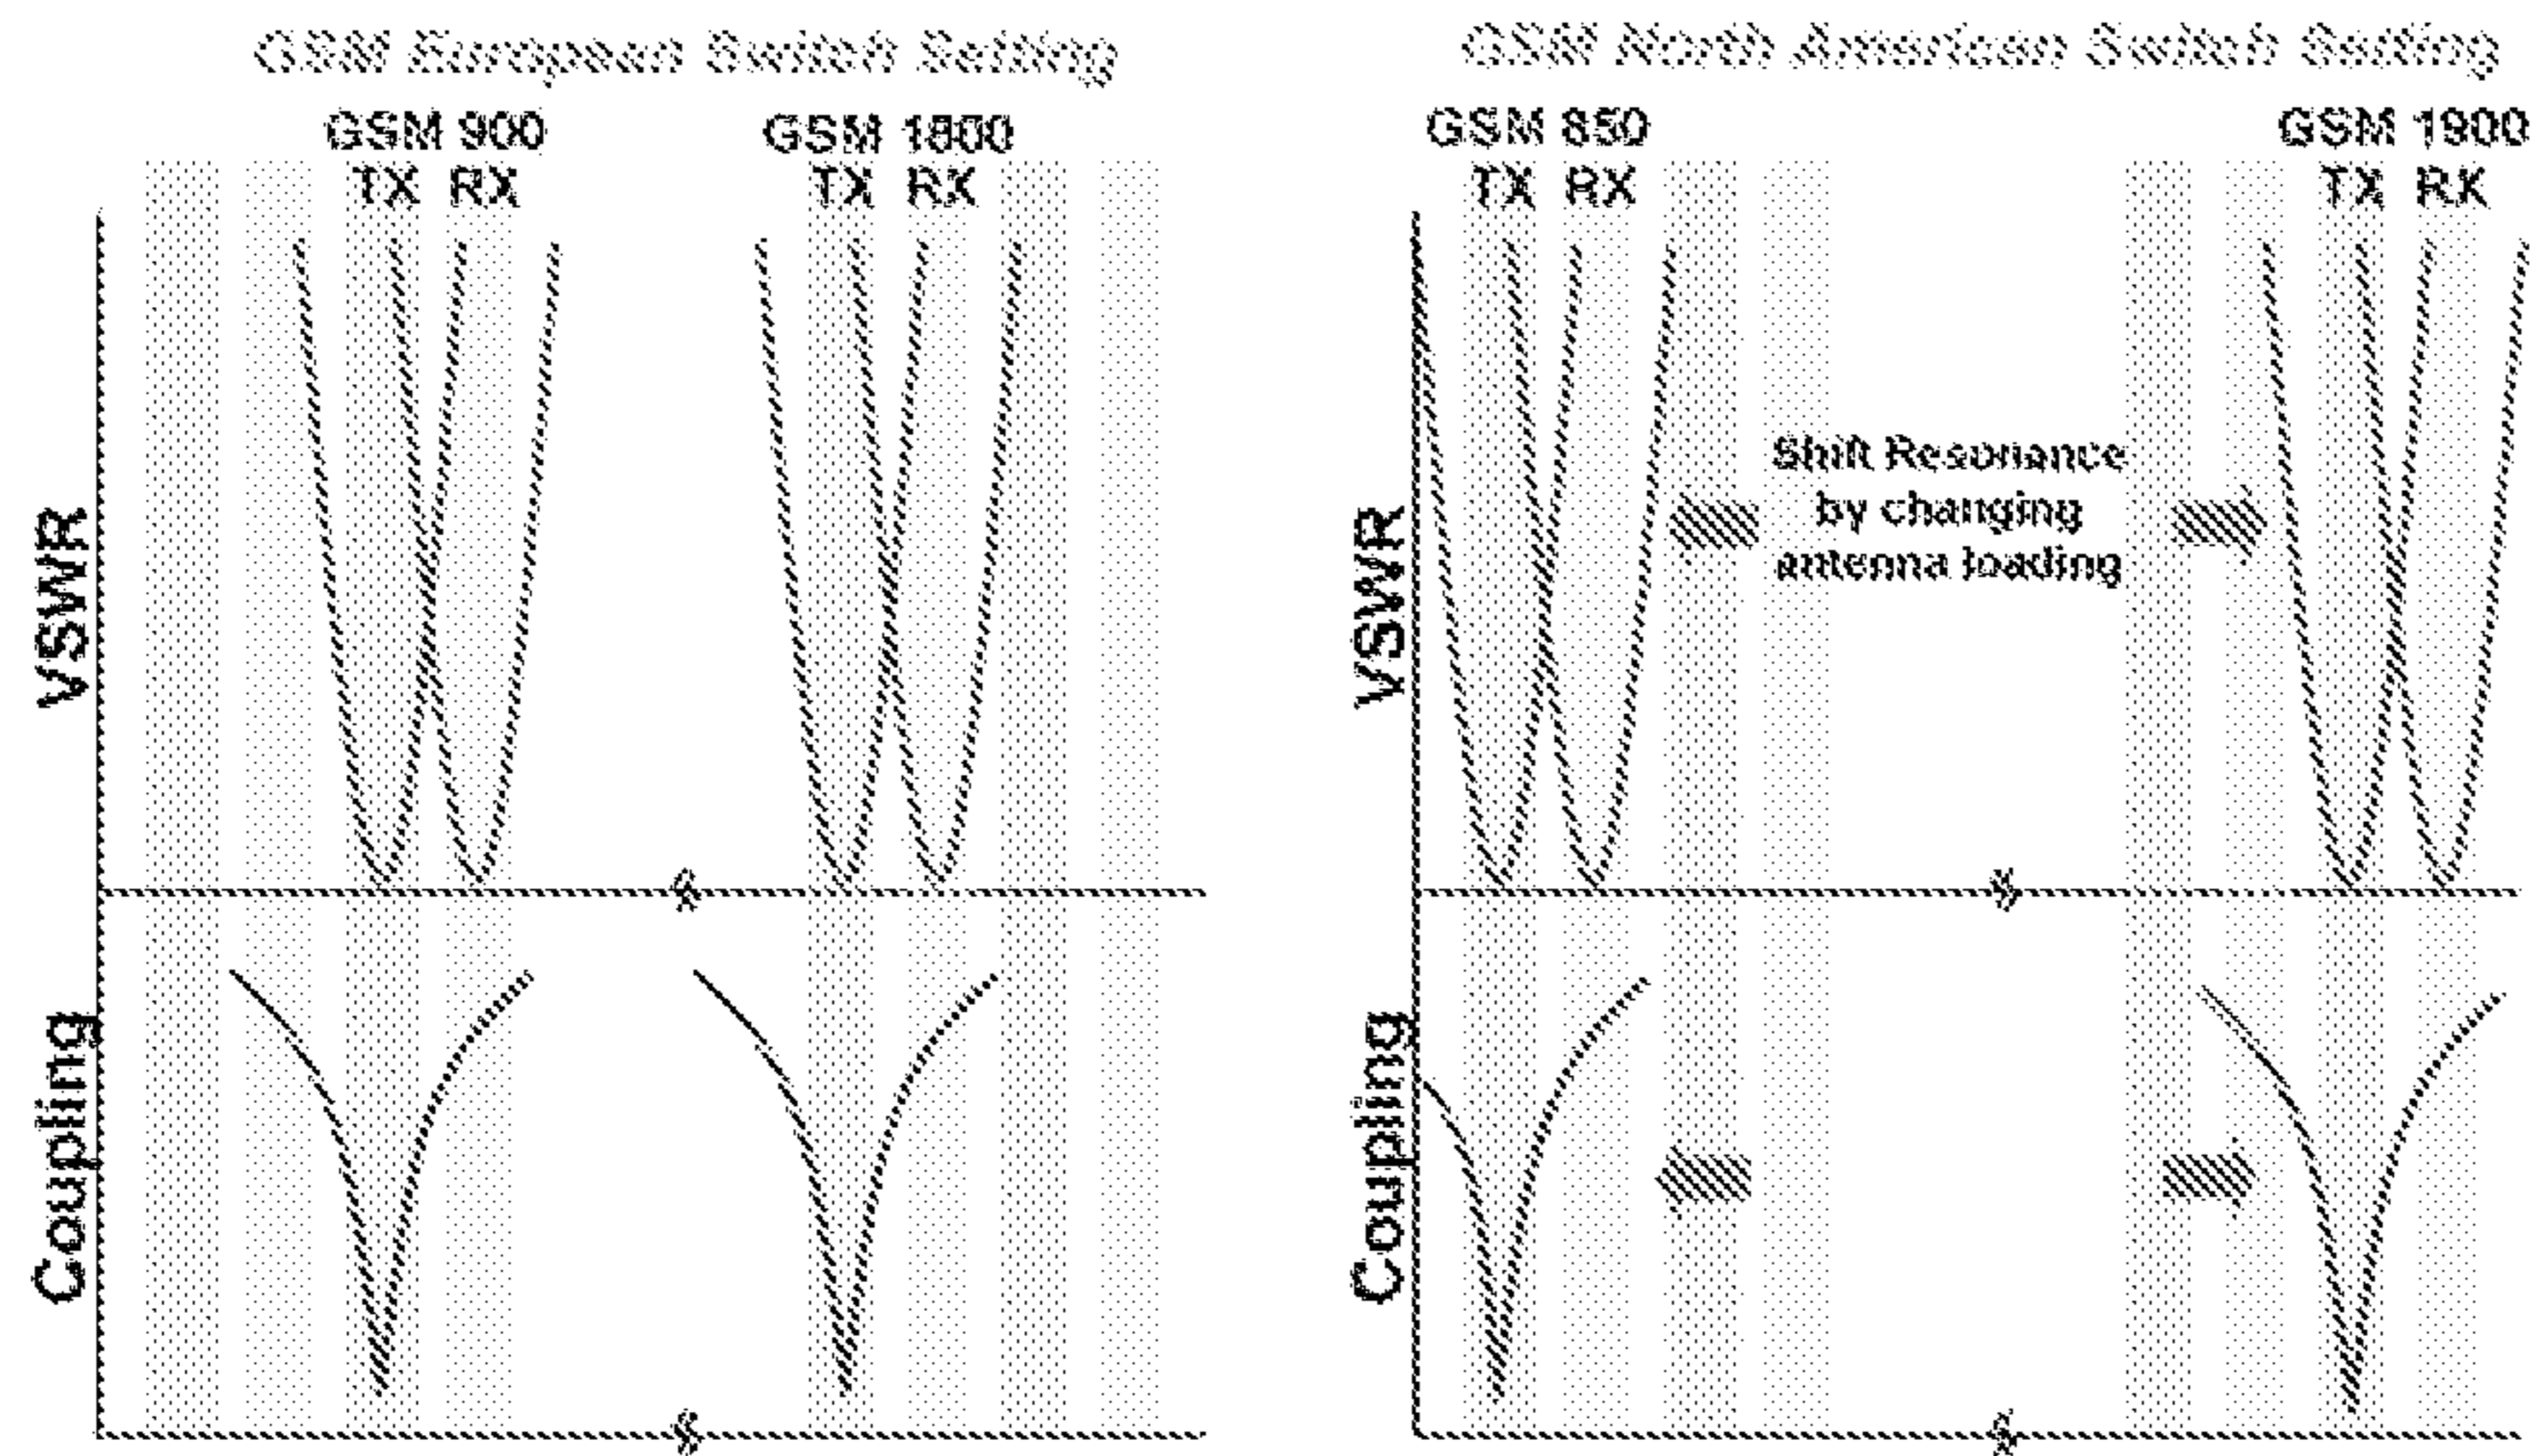 GSM European Switch Setting
GSM 900 GSM 1800
TX RX TX RX
VSWR
Coupling
GSM North American Switch Setting
GSM 850 GSM 1900
TX RX TX RX
VSWR
Shift Resonance
by changing
antenna loading
Coupling